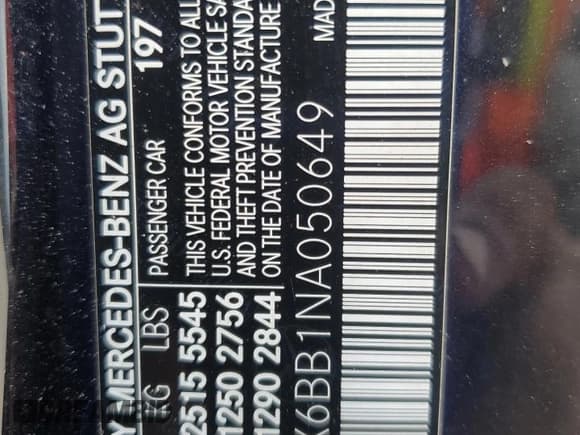 Y MERCEDES-BENZ AG STUT
197
G LBS PASSENGER CAR
2515 5545 THIS VEHICLE CONFORMS TO ALL
1250 2756 U.S. FEDERAL MOTOR VEHICLE SA
1290 2844 AND THEFT PREVENTION STANDA
ON THE DATE OF MANUFACTURE
K6BB1NA050649 MAD